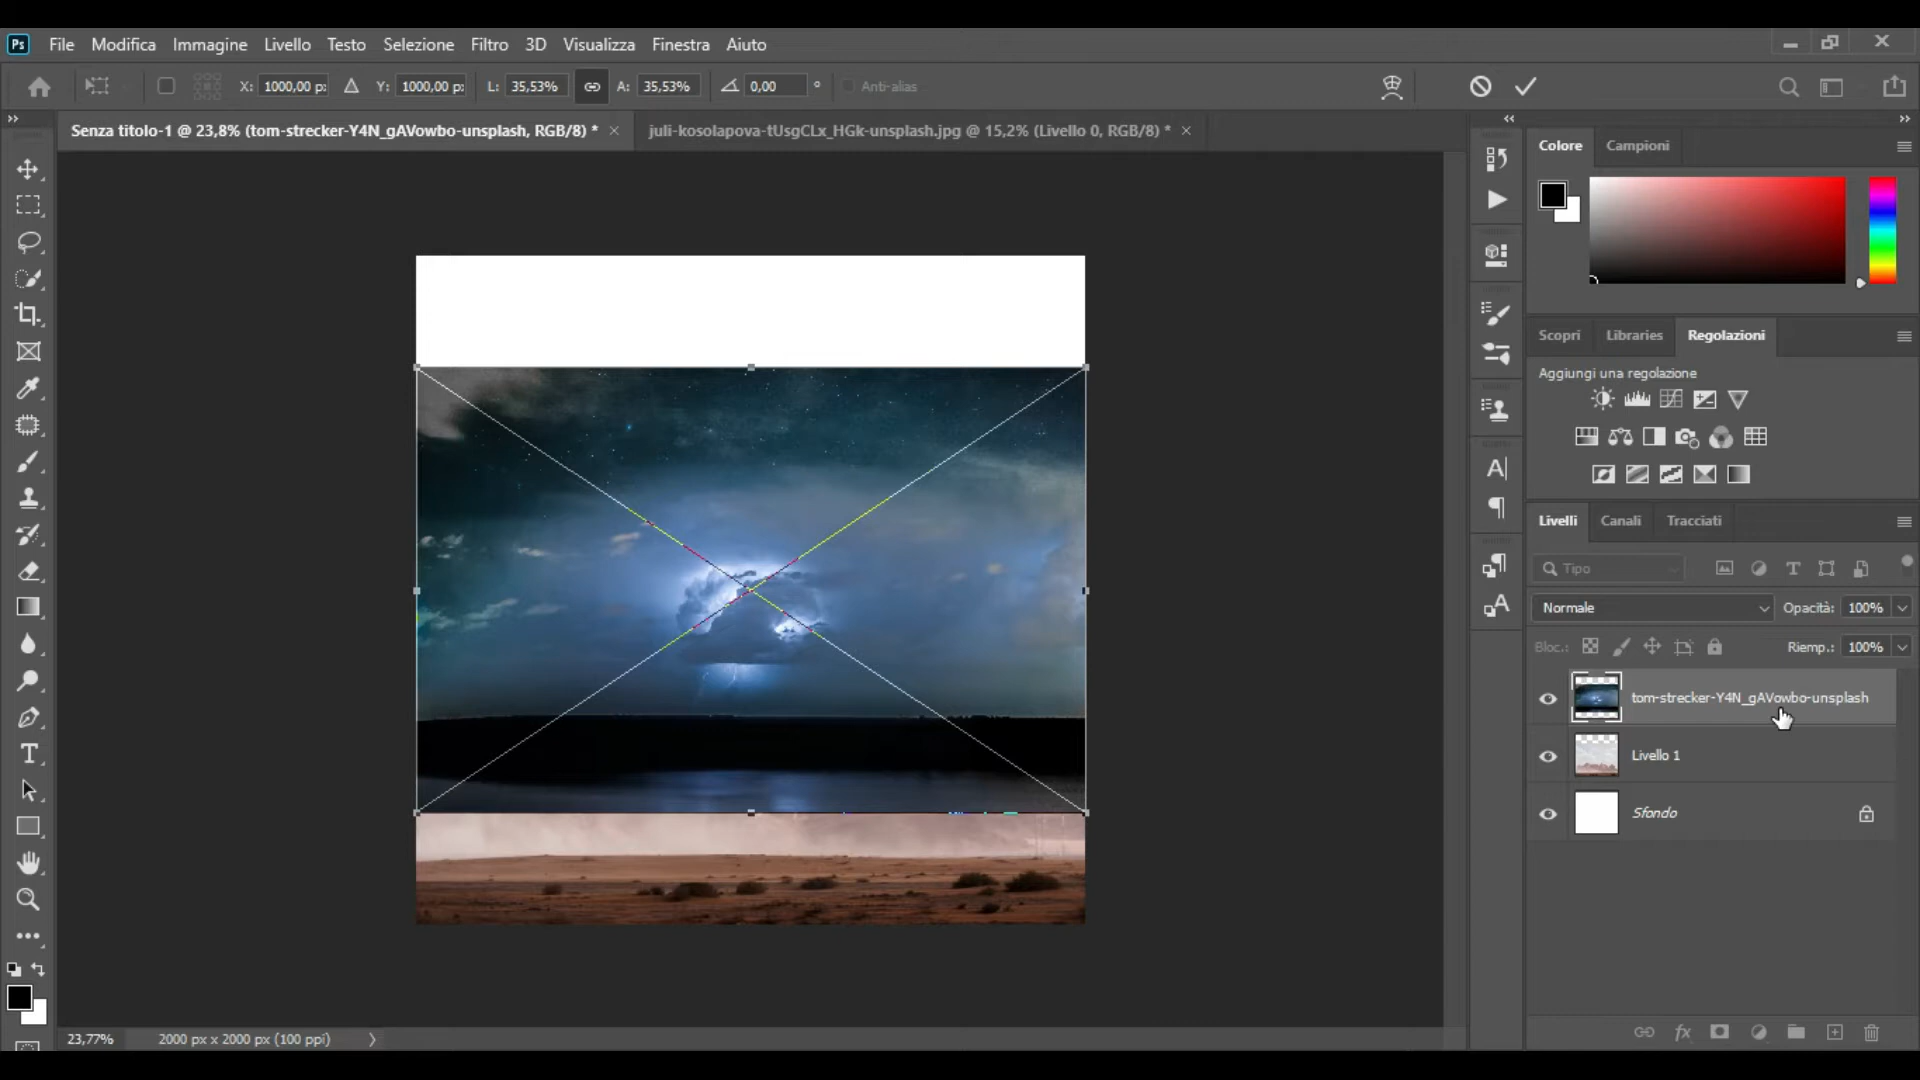 Ps File Modifica Immagine Livello Testo Selezione Filtro 3D Visualizza Finestra Aiuto
X: 1000,00 p Y: 1000,00 p L: 35,53% A: 35,53% 0,00 ° Anti-alias
Senza titolo-1 @ 23,8% (tom-strecker-Y4N_gAVowbo-unsplash, RGB/8) * juli-kosolapova-tUsgCLx_HGk-unsplash.jpg @ 15,2% (Livello 0, RGB/8) *
Colore Campioni
Scopri Libraries Regolazioni
Aggiungi una regolazione
Livelli Canali Tracciati
Tipo
Normale Opacità: 100%
Bloc.: Riemp.: 100%
tom-strecker-Y4N_gAVowbo-unsplash
Livello 1
Sfondo
23,77% 2000 px x 2000 px (100 ppi)